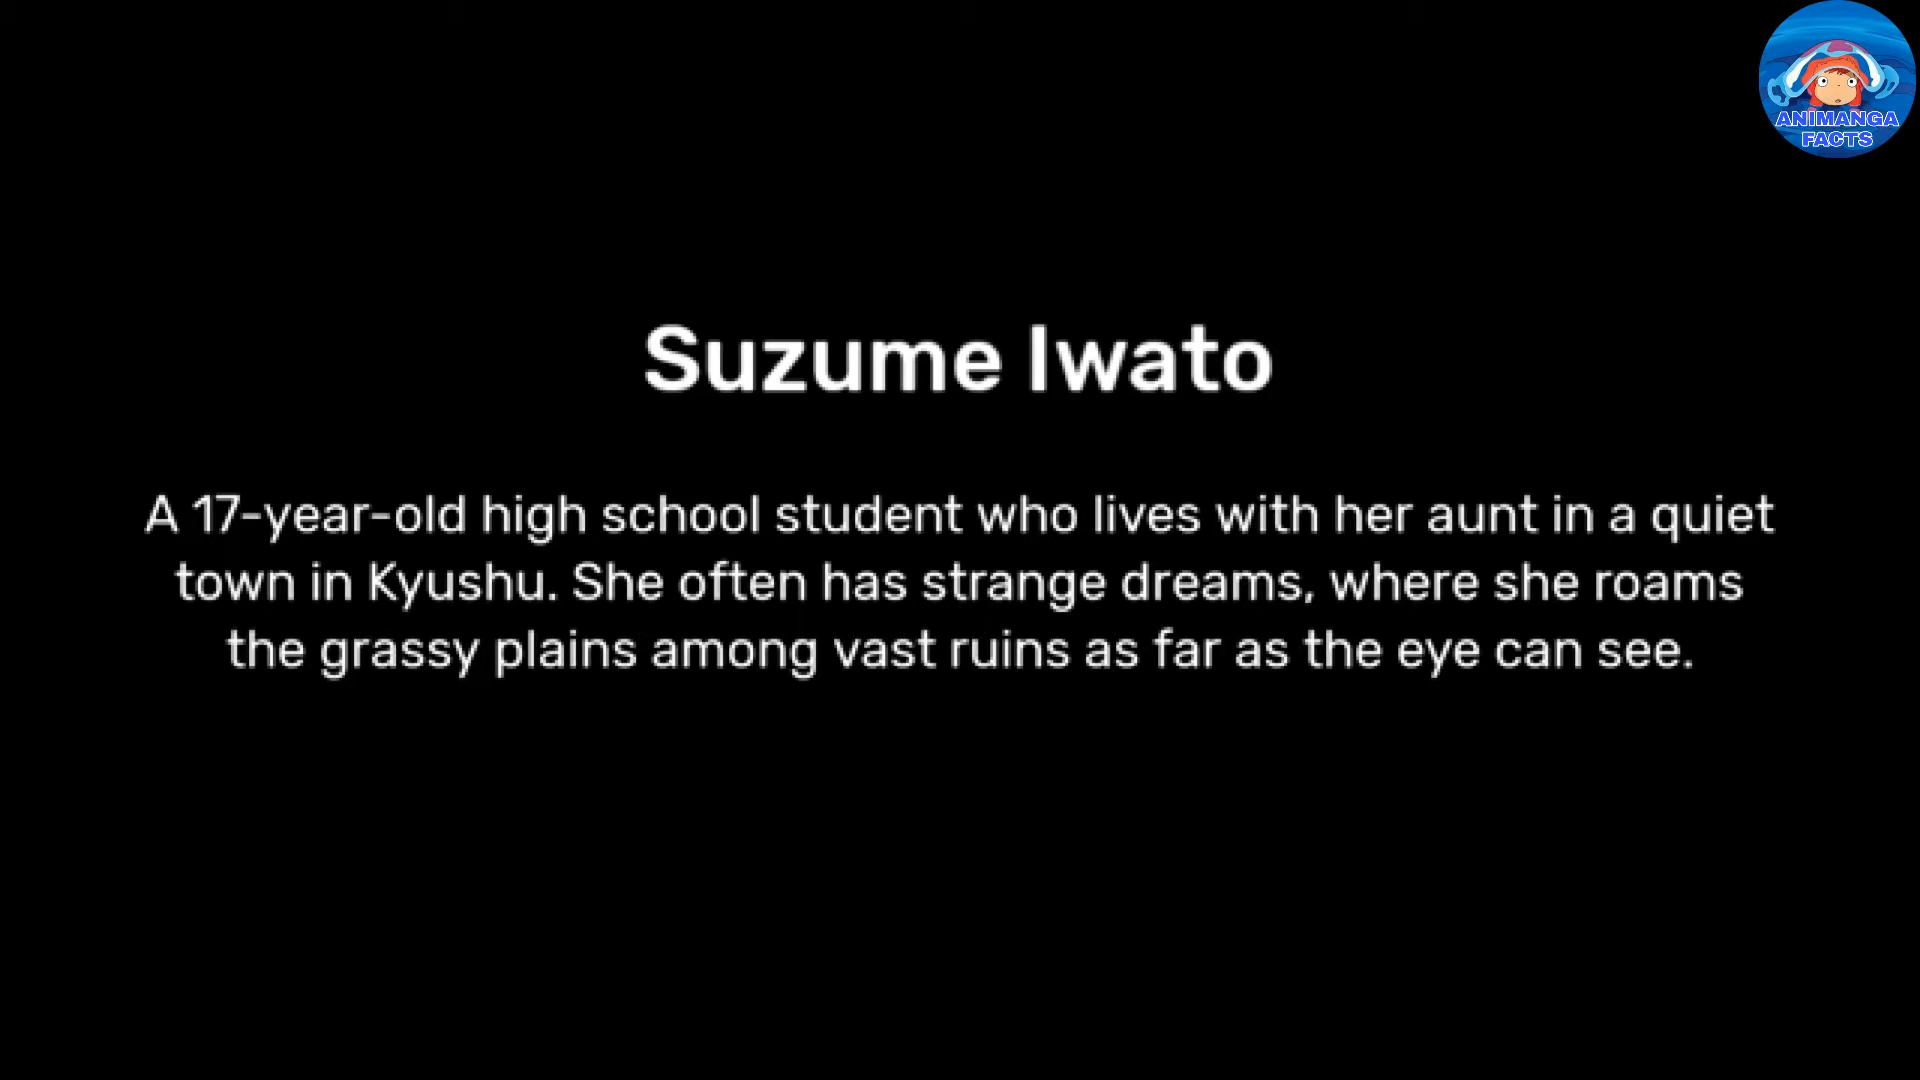 ANIMANGA
FACTS
Suzume Iwato
A 17-year-old high school student who lives with her aunt in a quiet
town in Kyushu. She often has strange dreams, where she roams
the grassy plains among vast ruins as far as the eye can see.